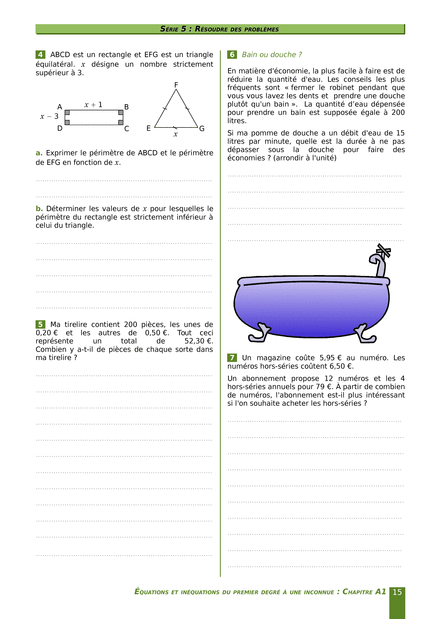 SÉRIE 5 : RÉSOUDRE DES PROBLÈMES
4 ABCD est un rectangle et EFG est un triangle
équilatéral. x désigne un nombre strictement
supérieur à 3.
F
A x + 1 B
x − 3
D C E G
x
a. Exprimer le périmètre de ABCD et le périmètre
de EFG en fonction de x.
b. Déterminer les valeurs de x pour lesquelles le
périmètre du rectangle est strictement inférieur à
celui du triangle.
5 Ma tirelire contient 200 pièces, les unes de
0,20 € et les autres de 0,50 €. Tout ceci
représente un total de 52,30 €.
Combien y a-t-il de pièces de chaque sorte dans
ma tirelire ?
6 Bain ou douche ?
En matière d'économie, la plus facile à faire est de
réduire la quantité d'eau. Les conseils les plus
fréquents sont « fermer le robinet pendant que
vous vous lavez les dents et prendre une douche
plutôt qu'un bain ». La quantité d'eau dépensée
pour prendre un bain est supposée égale à 200
litres.
Si ma pomme de douche a un débit d'eau de 15
litres par minute, quelle est la durée à ne pas
dépasser sous la douche pour faire des
économies ? (arrondir à l'unité)
7 Un magazine coûte 5,95 € au numéro. Les
numéros hors-séries coûtent 6,50 €.
Un abonnement propose 12 numéros et les 4
hors-séries annuels pour 79 €. À partir de combien
de numéros, l'abonnement est-il plus intéressant
si l'on souhaite acheter les hors-séries ?
ÉQUATIONS ET INÉQUATIONS DU PREMIER DEGRÉ À UNE INCONNUE : CHAPITRE A1 15